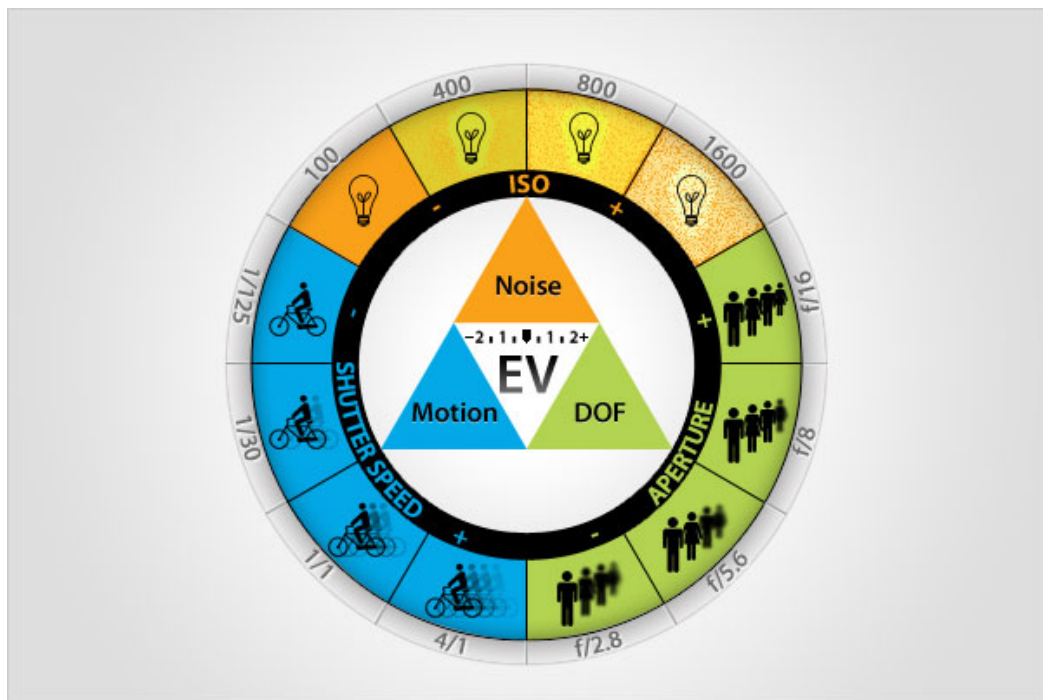 400
800
100
1600
ISO
-
+
1/125
f/16
-
+
Noise
−2 1 1 2+
EV
Motion
DOF
SHUTTER SPEED
APERTURE
1/30
f/8
+
-
1/1
f/5.6
4/1
f/2.8